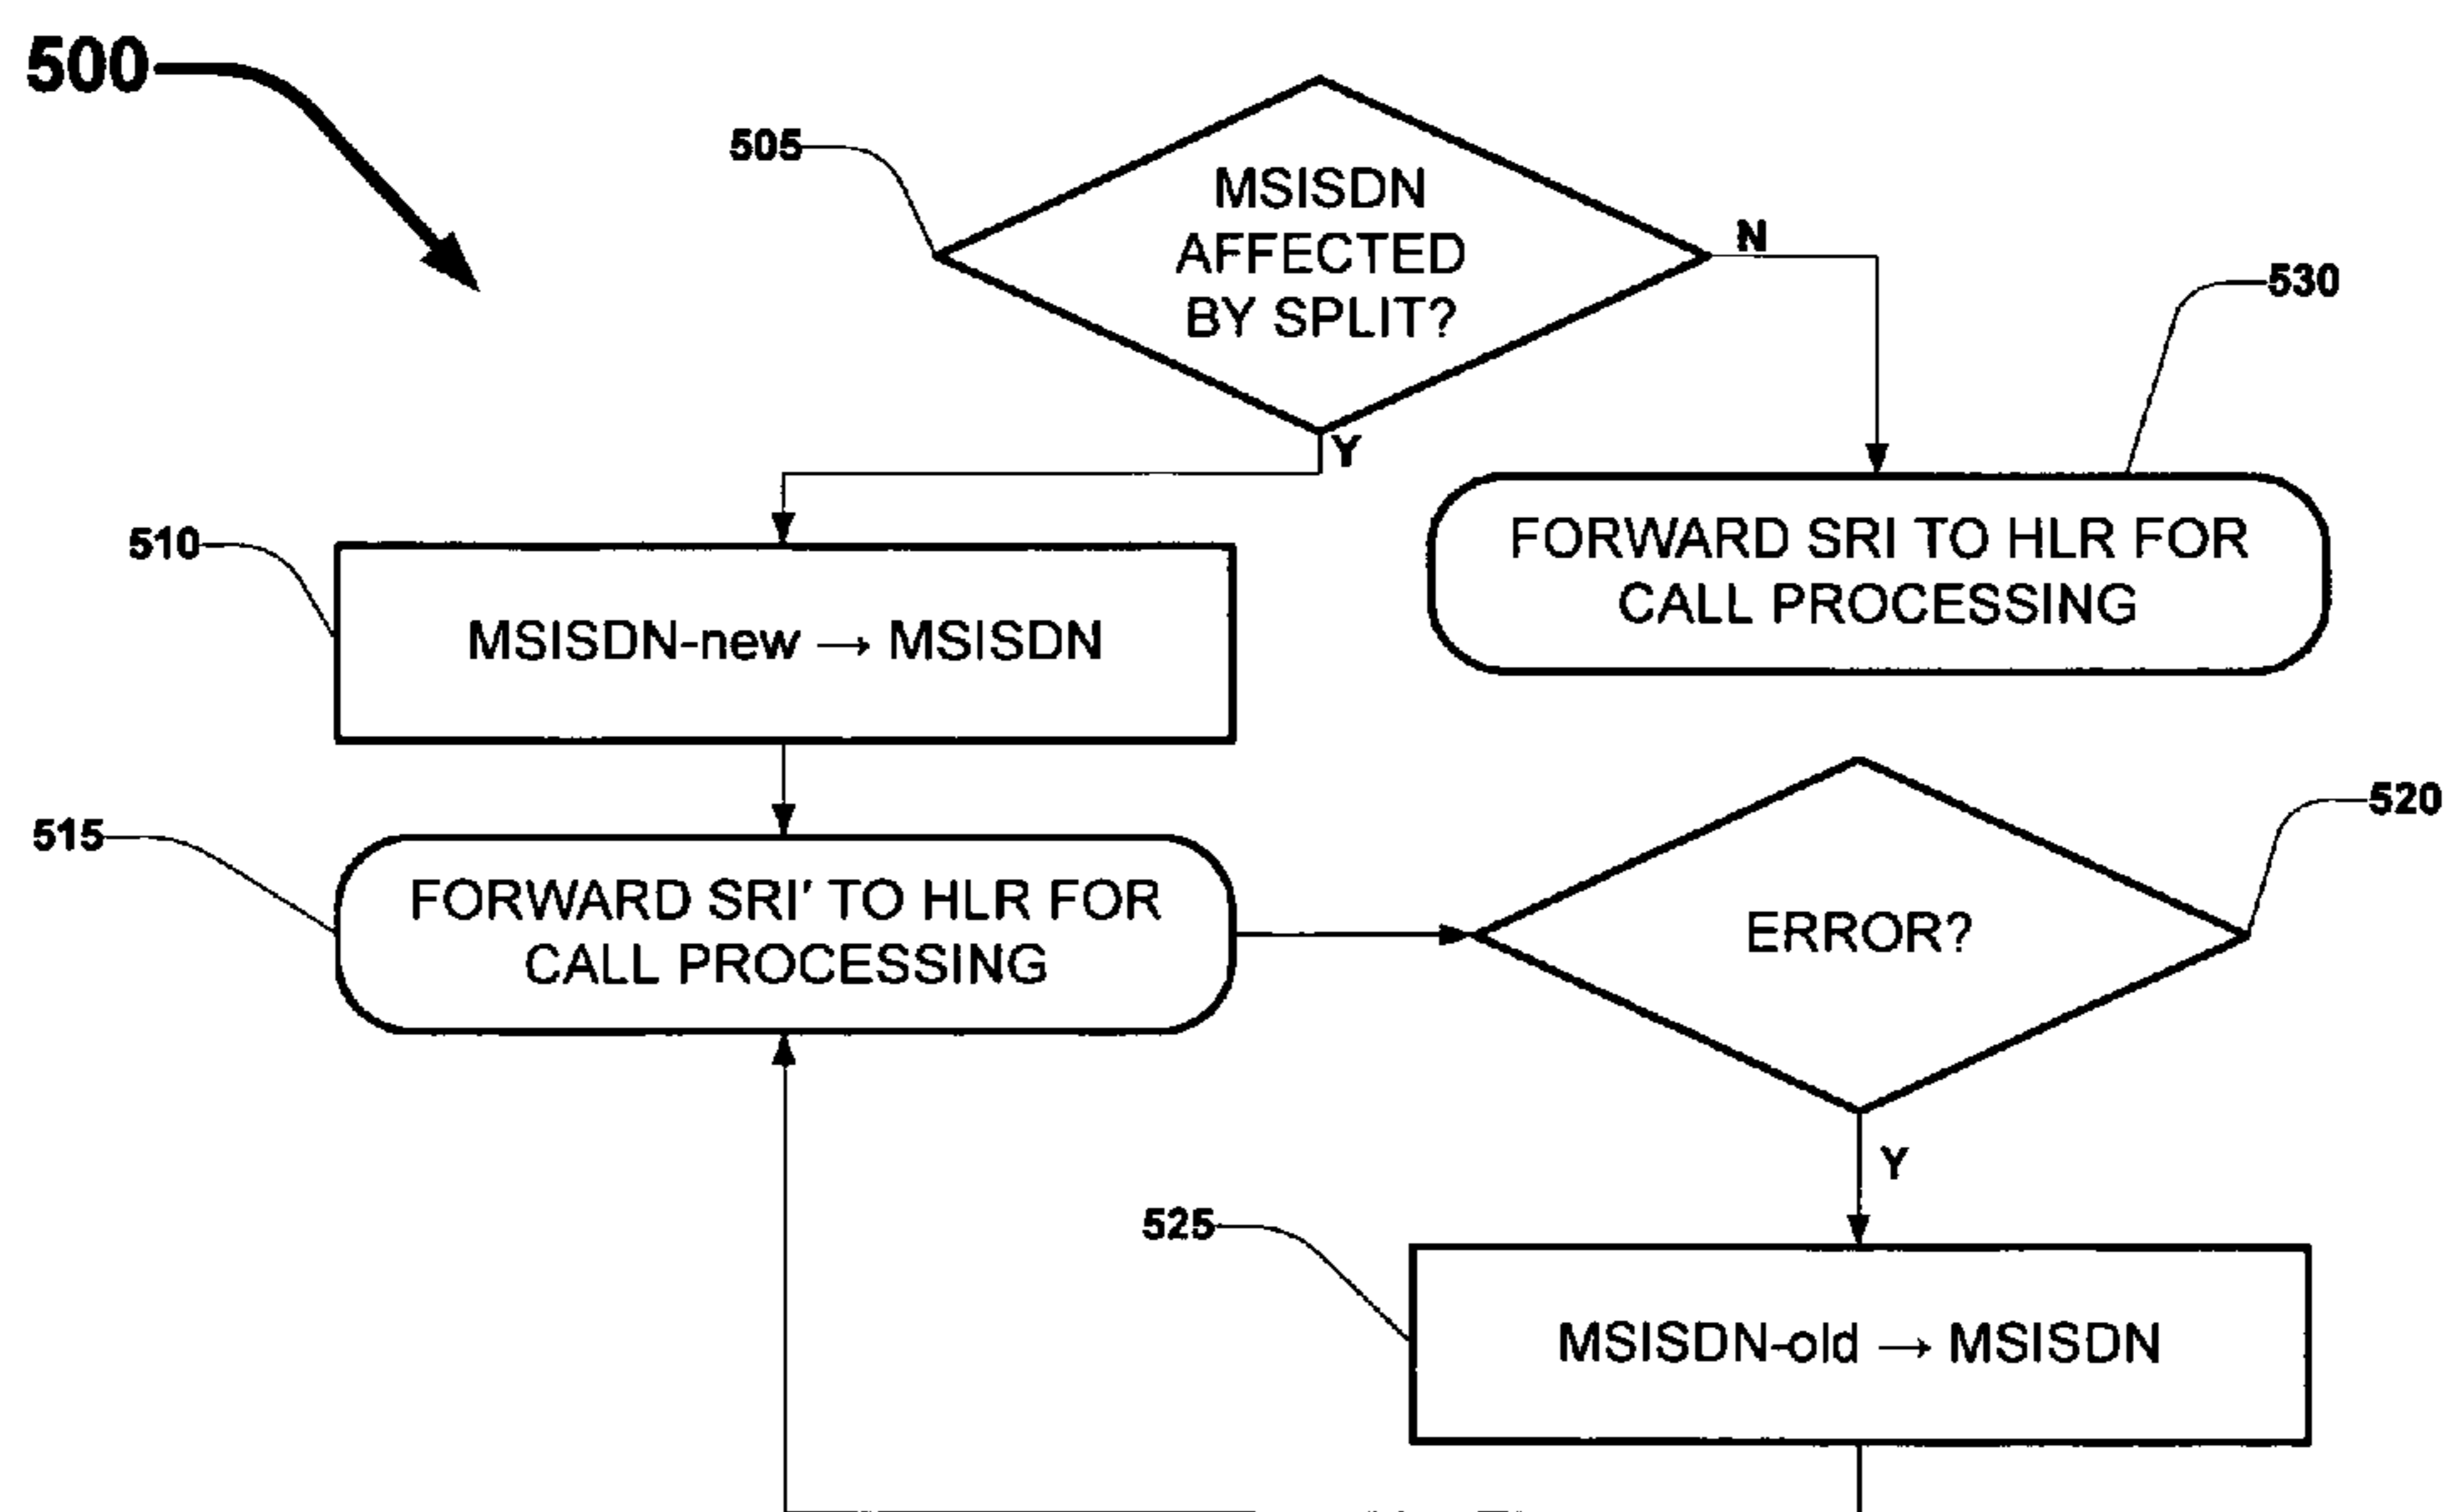 500
505
MSISDN
AFFECTED
BY SPLIT?
N
530
Y
510
FORWARD SRI TO HLR FOR
CALL PROCESSING
MSISDN-new → MSISDN
520
515
FORWARD SRI' TO HLR FOR
CALL PROCESSING
ERROR?
Y
525
MSISDN-old → MSISDN